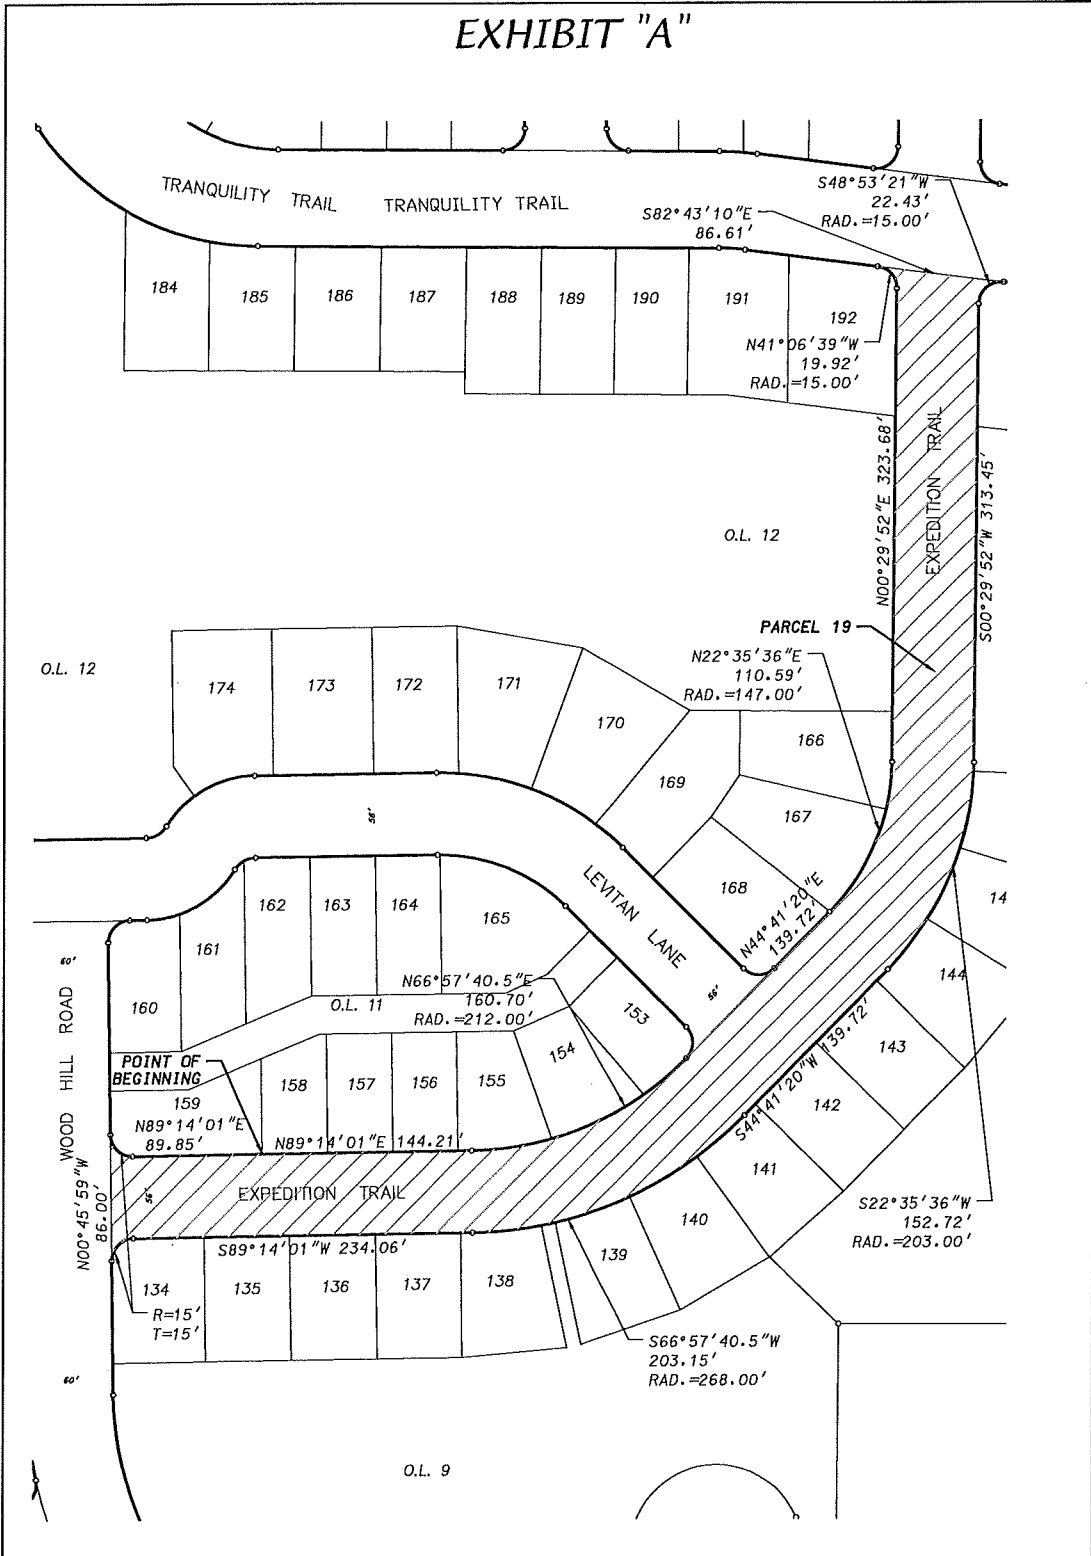 EXHIBIT "A"
TRANQUILITY TRAIL TRANQUILITY TRAIL
S48°53'21"W
22.43'
RAD.=15.00'
S82°43'10"E
86.61'
184
185
186
187
188
189
190
191
192
N41°06'39"W
19.92'
RAD.=15.00'
EXPEDITION TRAIL
N00°29'52"E 323.68'
S00°29'52"W 313.45'
O.L. 12
PARCEL 19
O.L. 12
N22°35'36"E
110.59'
RAD.=147.00'
174
173
172
171
170
169
166
167
168
56'
LEVITAN LANE
N44°41'20"E
139.72'
162
163
164
165
161
160
60'
WOOD HILL ROAD
N66°57'40.5"E
160.70'
RAD.=212.00'
O.L. 11
56'
153
154
155
156
157
158
159
14
144
143
142
141
140
139
S44°41'20"W 139.72'
POINT OF
BEGINNING
N89°14'01"E
89.85'
N89°14'01"E 144.21'
N00°45'59"W
86.00'
56'
EXPEDITION TRAIL
S89°14'01"W 234.06'
S22°35'36"W
152.72'
RAD.=203.00'
134
135
136
137
138
R=15'
T=15'
S66°57'40.5"W
203.15'
RAD.=268.00'
60'
O.L. 9